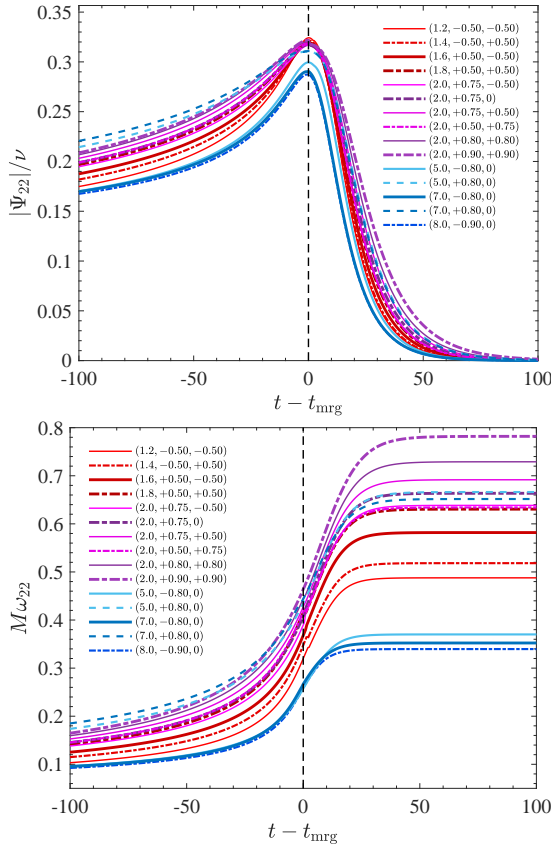 0.35
0.3
0.25
0.2
0.15
0.1
0.05
0
|Ψ₂₂|/ν
(1.2, −0.50, −0.50)
(1.4, −0.50, +0.50)
(1.6, +0.50, −0.50)
(1.8, +0.50, +0.50)
(2.0, +0.75, −0.50)
(2.0, +0.75, 0)
(2.0, +0.75, +0.50)
(2.0, +0.50, +0.75)
(2.0, +0.80, +0.80)
(2.0, +0.90, +0.90)
(5.0, −0.80, 0)
(5.0, +0.80, 0)
(7.0, −0.80, 0)
(7.0, +0.80, 0)
(8.0, −0.90, 0)
-100 -50 0 50 100
t − tmrg
0.8
0.7
0.6
0.5
0.4
0.3
0.2
0.1
Mω₂₂
(1.2, −0.50, −0.50)
(1.4, −0.50, +0.50)
(1.6, +0.50, −0.50)
(1.8, +0.50, +0.50)
(2.0, +0.75, −0.50)
(2.0, +0.75, 0)
(2.0, +0.75, +0.50)
(2.0, +0.50, +0.75)
(2.0, +0.80, +0.80)
(2.0, +0.90, +0.90)
(5.0, −0.80, 0)
(5.0, +0.80, 0)
(7.0, −0.80, 0)
(7.0, +0.80, 0)
(8.0, −0.90, 0)
-100 -50 0 50 100
t − tmrg